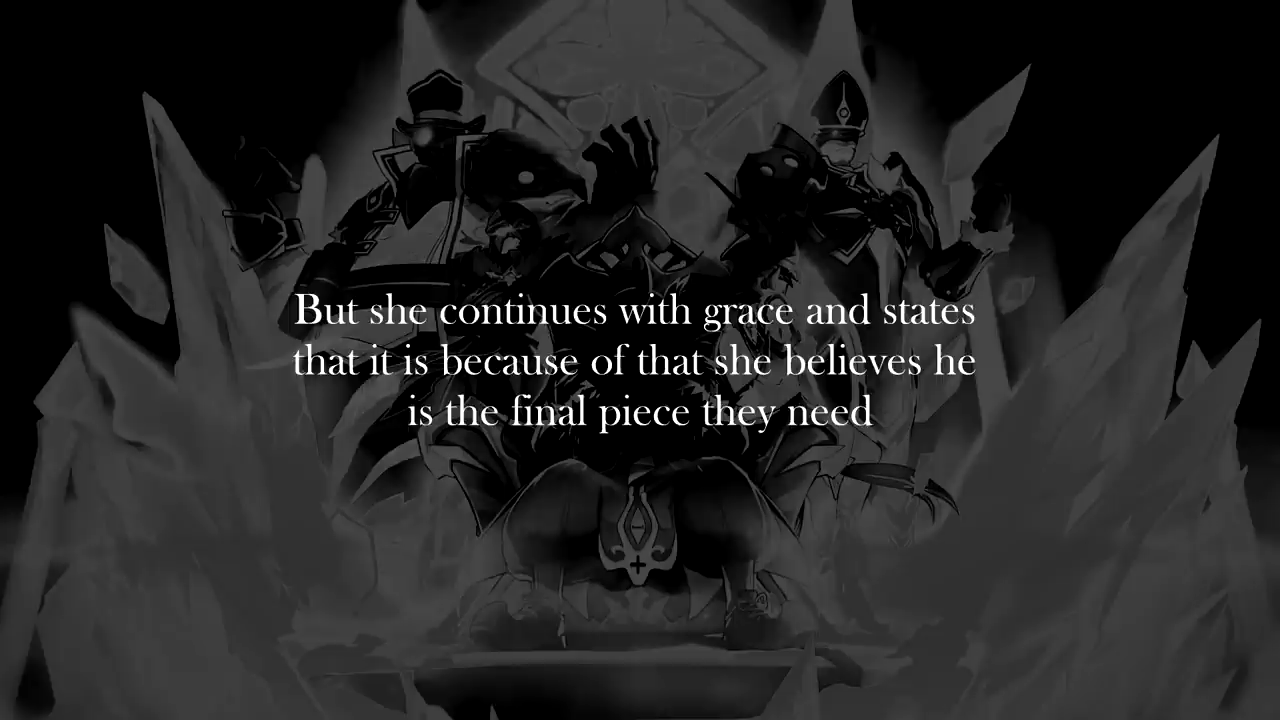 But she continues with grace and states
that it is because of that she believes he
is the final piece they need